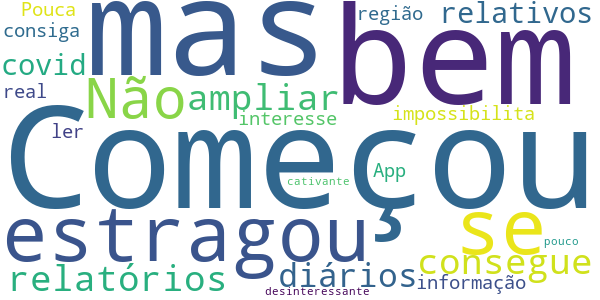 Pouca
mas
região
relativos
consiga
bem
covid
real
Não
ampliar
impossibilita
interesse
ler
Começou
App
cativante
estragou
se
pouco
consegue
relatórios
diários
informação
desinteressante